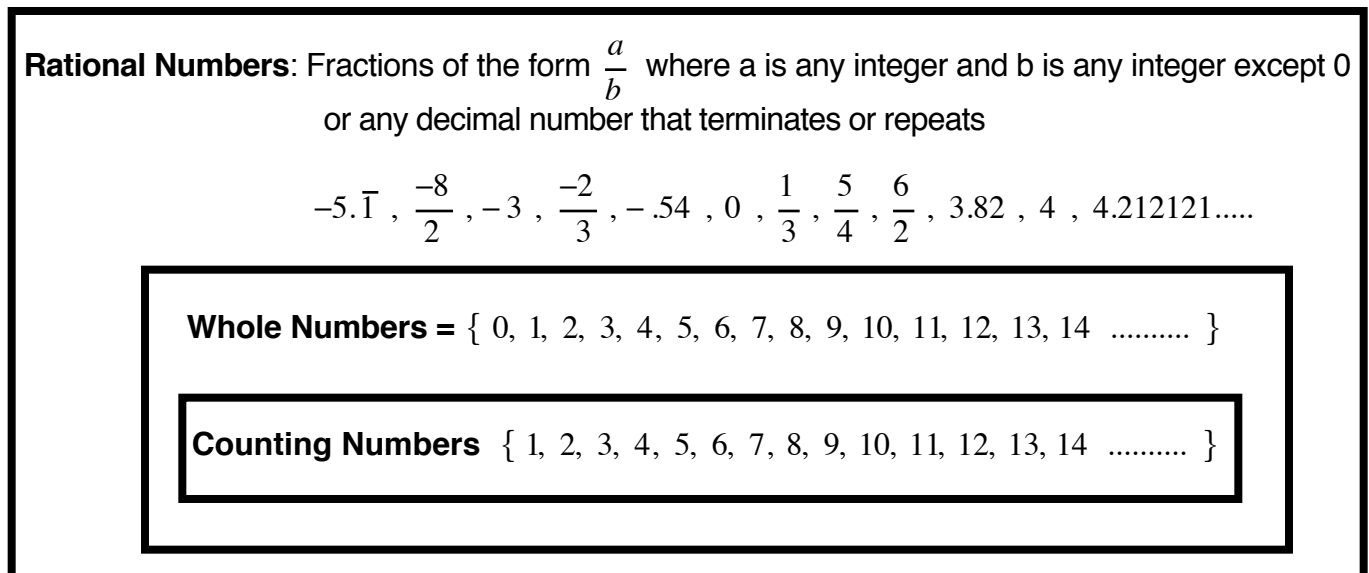 Rational Numbers: Fractions of the form a/b where a is any integer and b is any integer except 0
or any decimal number that terminates or repeats
−5.1̅ , −8/2 , − 3 , −2/3 , − .54 , 0 , 1/3 , 5/4 , 6/2 , 3.82 , 4 , 4.212121.....
Whole Numbers = { 0, 1, 2, 3, 4, 5, 6, 7, 8, 9, 10, 11, 12, 13, 14 .......... }
Counting Numbers { 1, 2, 3, 4, 5, 6, 7, 8, 9, 10, 11, 12, 13, 14 .......... }